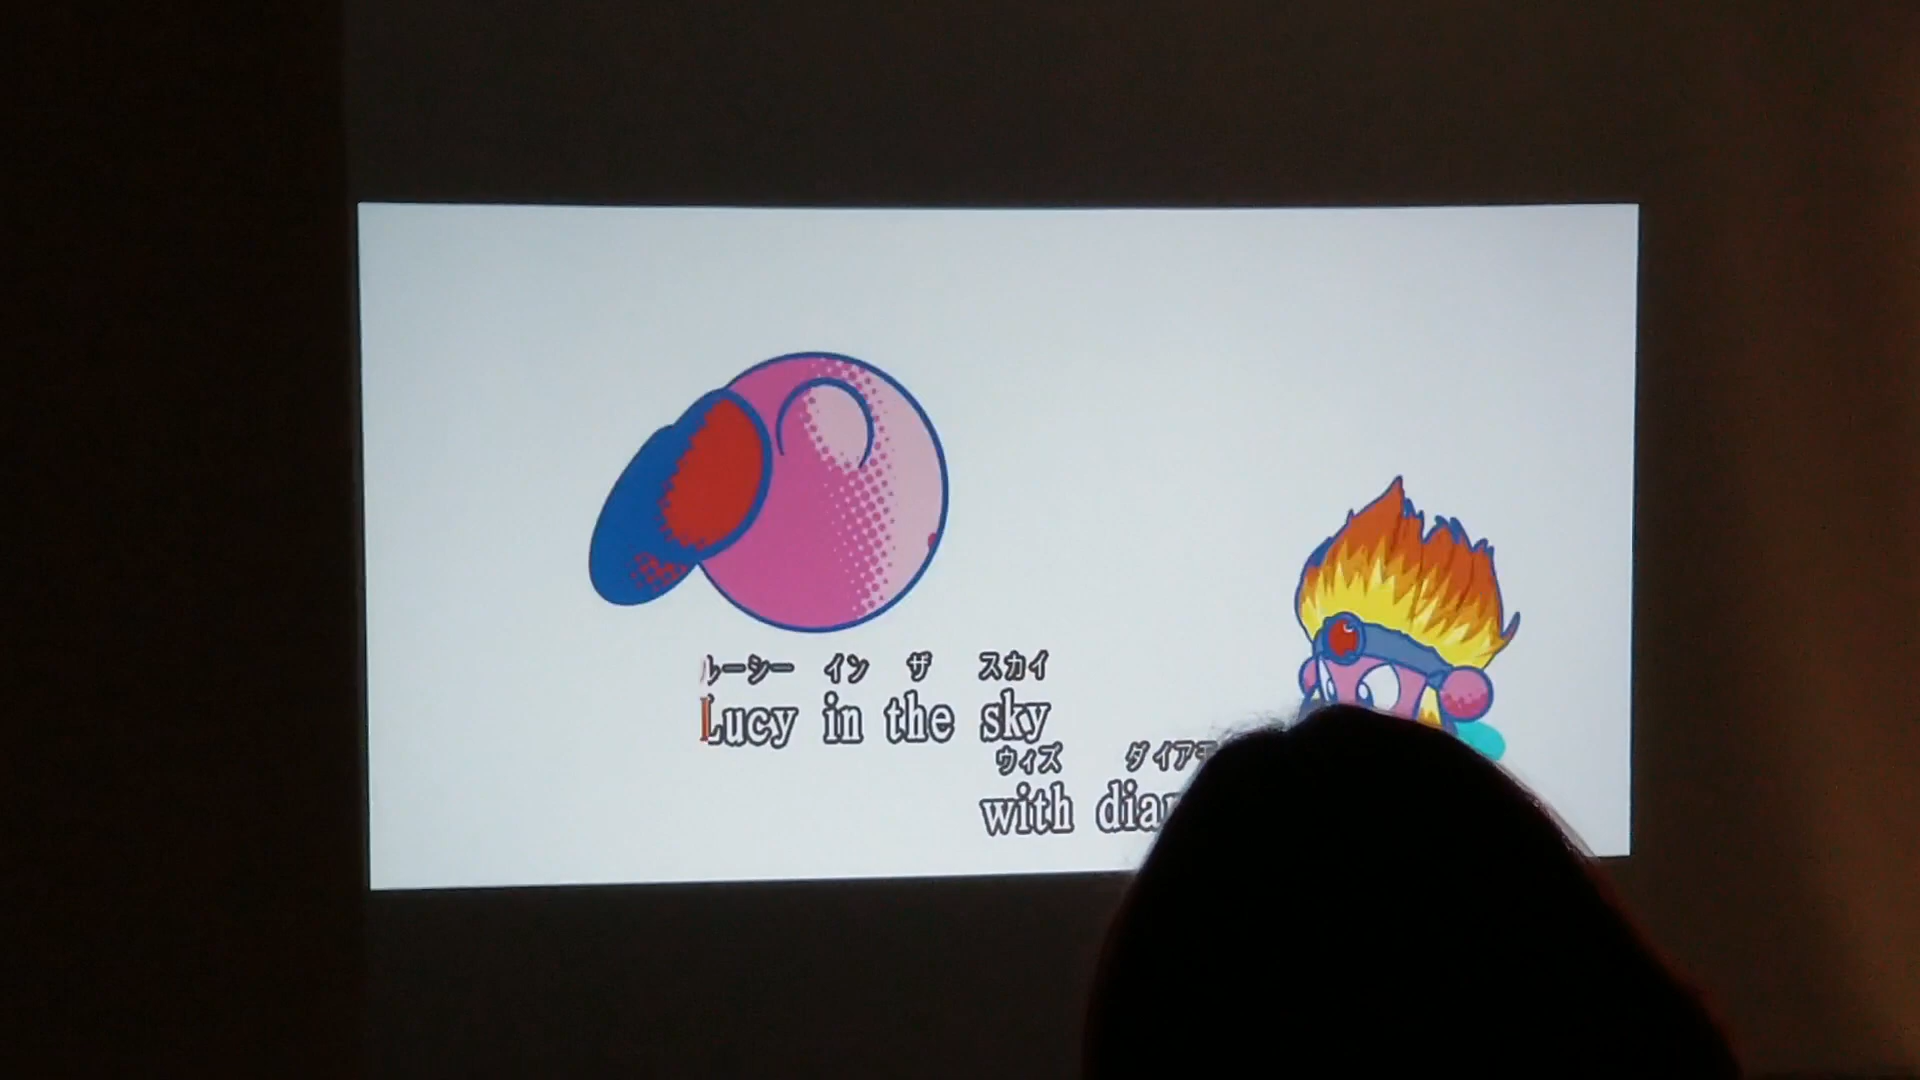 ルーシー イン ザ スカイ
Lucy in the sky
ウィズ
with